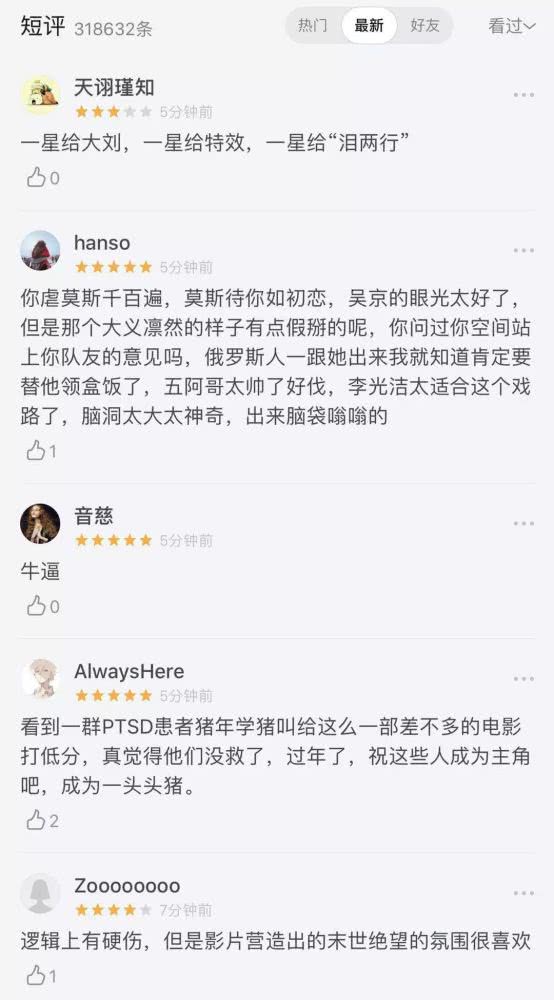 短评 318632条 热门 最新 好友 看过
天诩瑾知
5分钟前
一星给大刘，一星给特效，一星给“泪两行”
0
hanso
5分钟前
你虐莫斯千百遍，莫斯待你如初恋，吴京的眼光太好了，
但是那个大义凛然的样子有点假掰的呢，你问过你空间站
上你队友的意见吗，俄罗斯人一跟她出来我就知道肯定要
替他领盒饭了，五阿哥太帅了好伐，李光洁太适合这个戏
路了，脑洞太大太神奇，出来脑袋嗡嗡的
1
音慈
5分钟前
牛逼
0
AlwaysHere
5分钟前
看到一群PTSD患者猪年学猪叫给这么一部差不多的电影
打低分，真觉得他们没救了，过年了，祝这些人成为主角
吧，成为一头头猪。
2
Zoooooooo
7分钟前
逻辑上有硬伤，但是影片营造出的末世绝望的氛围很喜欢
1